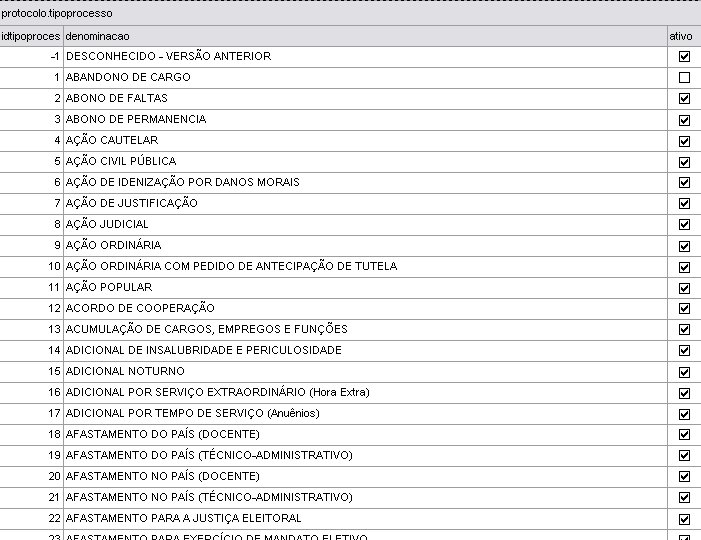 protocolo.tipoprocesso
idtipoproces denominacao ativo
-1 DESCONHECIDO - VERSÃO ANTERIOR
1 ABANDONO DE CARGO
2 ABONO DE FALTAS
3 ABONO DE PERMANENCIA
4 AÇÃO CAUTELAR
5 AÇÃO CIVIL PÚBLICA
6 AÇÃO DE IDENIZAÇÃO POR DANOS MORAIS
7 AÇÃO DE JUSTIFICAÇÃO
8 AÇÃO JUDICIAL
9 AÇÃO ORDINÁRIA
10 AÇÃO ORDINÁRIA COM PEDIDO DE ANTECIPAÇÃO DE TUTELA
11 AÇÃO POPULAR
12 ACORDO DE COOPERAÇÃO
13 ACUMULAÇÃO DE CARGOS, EMPREGOS E FUNÇÕES
14 ADICIONAL DE INSALUBRIDADE E PERICULOSIDADE
15 ADICIONAL NOTURNO
16 ADICIONAL POR SERVIÇO EXTRAORDINÁRIO (Hora Extra)
17 ADICIONAL POR TEMPO DE SERVIÇO (Anuênios)
18 AFASTAMENTO DO PAÍS (DOCENTE)
19 AFASTAMENTO DO PAÍS (TÉCNICO-ADMINISTRATIVO)
20 AFASTAMENTO NO PAÍS (DOCENTE)
21 AFASTAMENTO NO PAÍS (TÉCNICO-ADMINISTRATIVO)
22 AFASTAMENTO PARA A JUSTIÇA ELEITORAL
23 AFASTAMENTO PARA EXERCÍCIO DE MANDATO ELETIVO